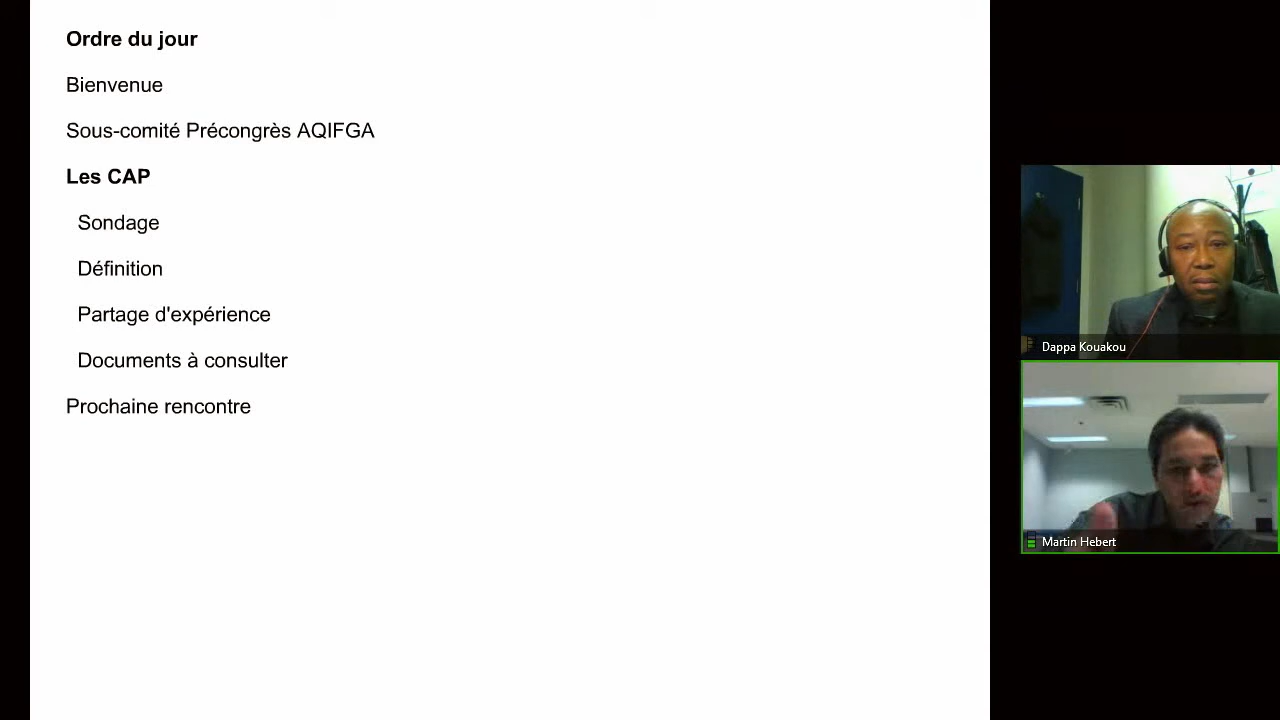 Ordre du jour
Bienvenue
Sous-comité Précongrès AQIFGA
Les CAP
Sondage
Définition
Partage d'expérience
Documents à consulter
Prochaine rencontre
Dappa Kouakou
Martin Hebert